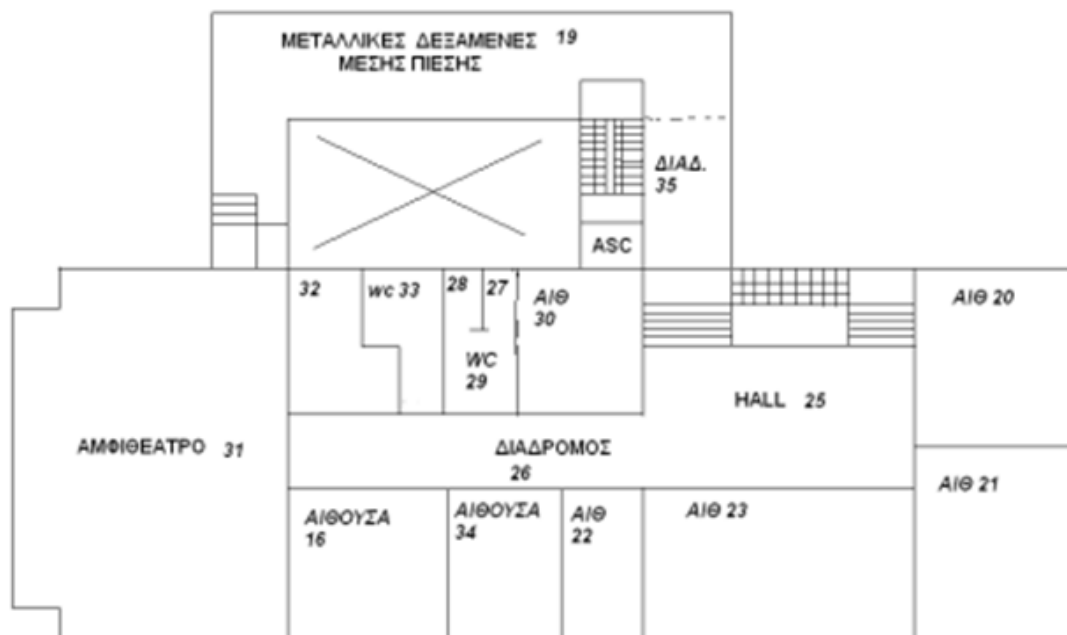 ΜΕΤΑΛΛΙΚΕΣ ΔΕΞΑΜΕΝΕΣ 19
ΜΕΣΗΣ ΠΙΕΣΗΣ
ΔΙΑΔ.
35
ASC
32
wc 33
28
27
ΑΙΘ
30
ΑΙΘ 20
WC
29
HALL 25
ΑΜΦΙΘΕΑΤΡΟ 31
ΔΙΑΔΡΟΜΟΣ
26
ΑΙΘ 21
ΑΙΘΟΥΣΑ
16
ΑΙΘΟΥΣΑ
34
ΑΙΘ
22
ΑΙΘ 23